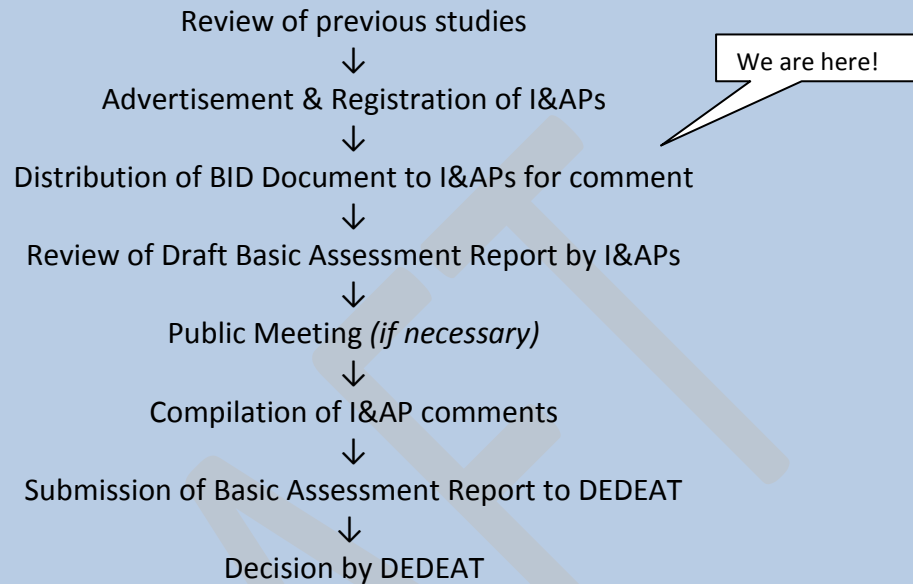 Review of previous studies
↓
We are here!
Advertisement & Registration of I&APs
↓
Distribution of BID Document to I&APs for comment
↓
Review of Draft Basic Assessment Report by I&APs
↓
Public Meeting (if necessary)
↓
Compilation of I&AP comments
↓
Submission of Basic Assessment Report to DEDEAT
↓
Decision by DEDEAT